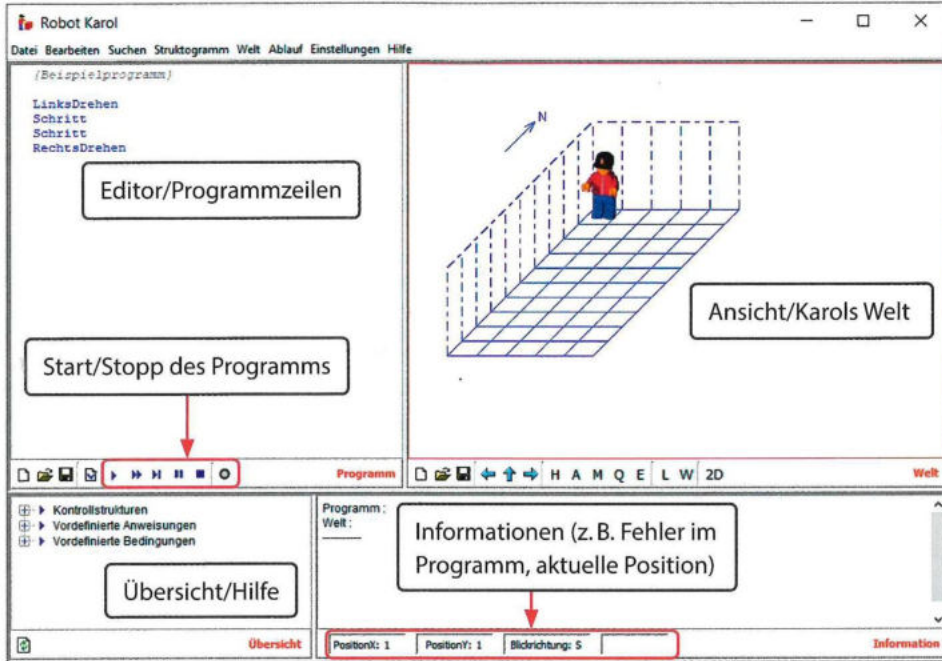 Robot Karol
Datei Bearbeiten Suchen Struktogramm Welt Ablauf Einstellungen Hilfe
{Beispielprogramm}
LinksDrehen
Schritt
Schritt
RechtsDrehen
Editor/Programmzeilen
Start/Stopp des Programms
Programm
N
Ansicht/Karols Welt
H A M Q E L W 2D
Welt
Kontrollstrukturen
Vordefinierte Anweisungen
Vordefinierte Bedingungen
Übersicht/Hilfe
Übersicht
Programm :
Welt :
Informationen (z. B. Fehler im
Programm, aktuelle Position)
PositionX: 1 PositionY: 1 Blickrichtung: S
Information